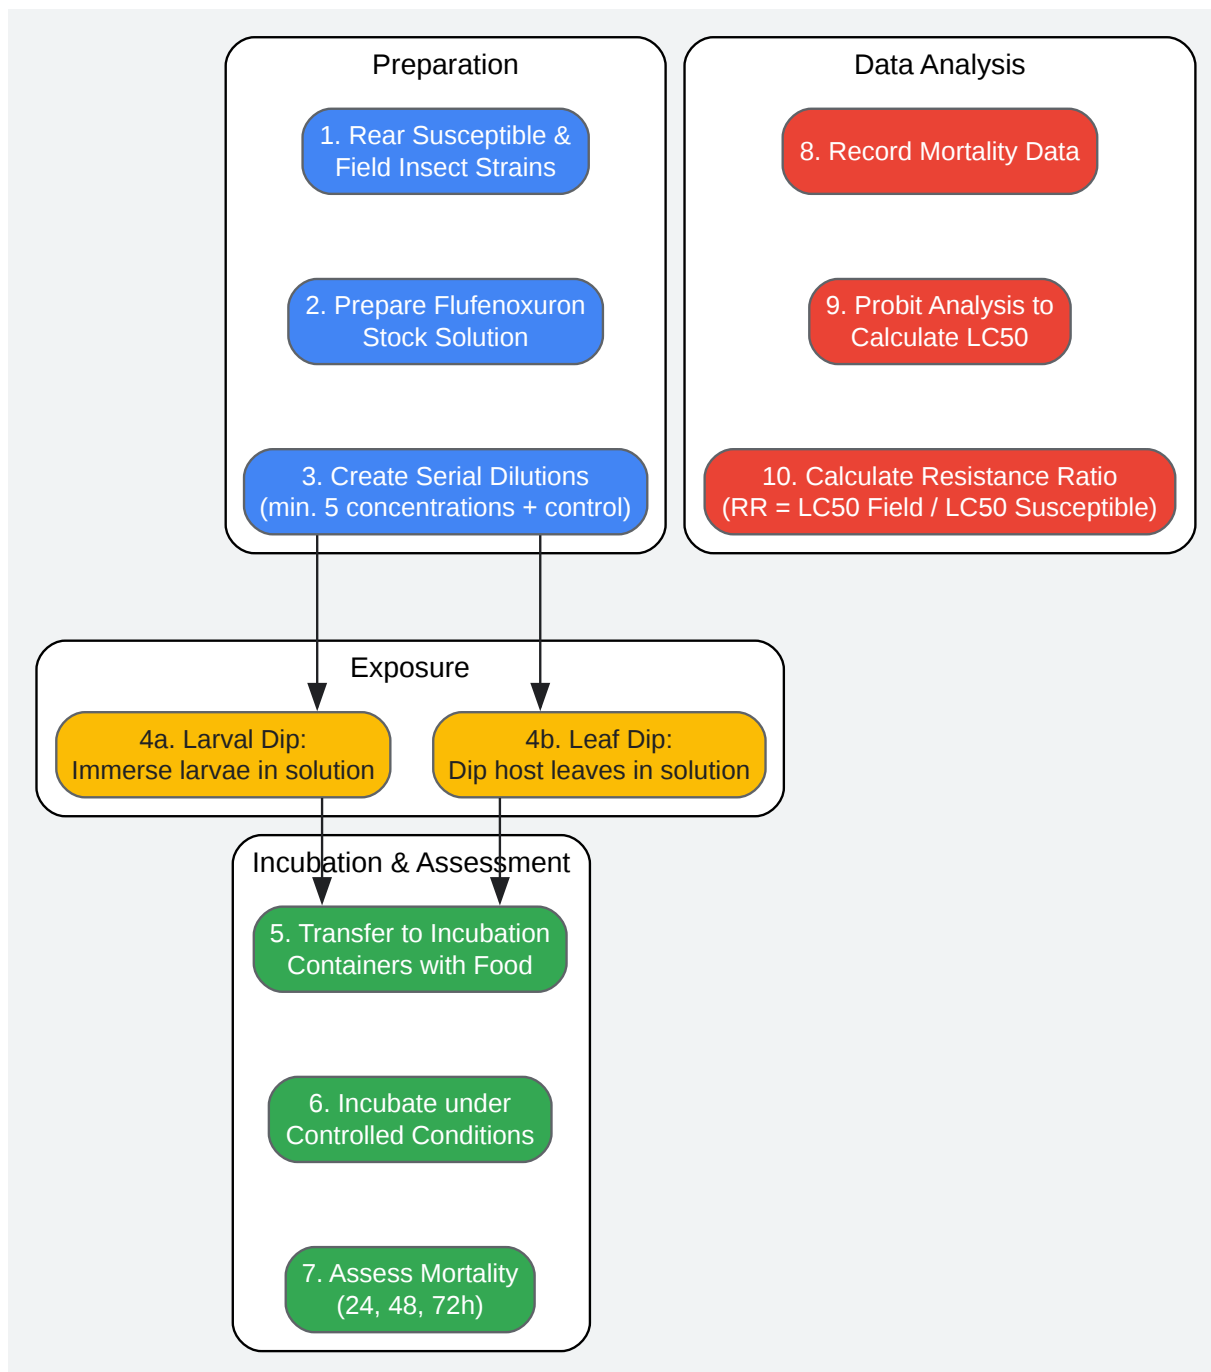 Preparation
1. Rear Susceptible &
Field Insect Strains
2. Prepare Flufenoxuron
Stock Solution
3. Create Serial Dilutions
(min. 5 concentrations + control)
Data Analysis
8. Record Mortality Data
9. Probit Analysis to
Calculate LC50
10. Calculate Resistance Ratio
(RR = LC50 Field / LC50 Susceptible)
Exposure
4a. Larval Dip:
Immerse larvae in solution
4b. Leaf Dip:
Dip host leaves in solution
Incubation & Assessment
5. Transfer to Incubation
Containers with Food
6. Incubate under
Controlled Conditions
7. Assess Mortality
(24, 48, 72h)